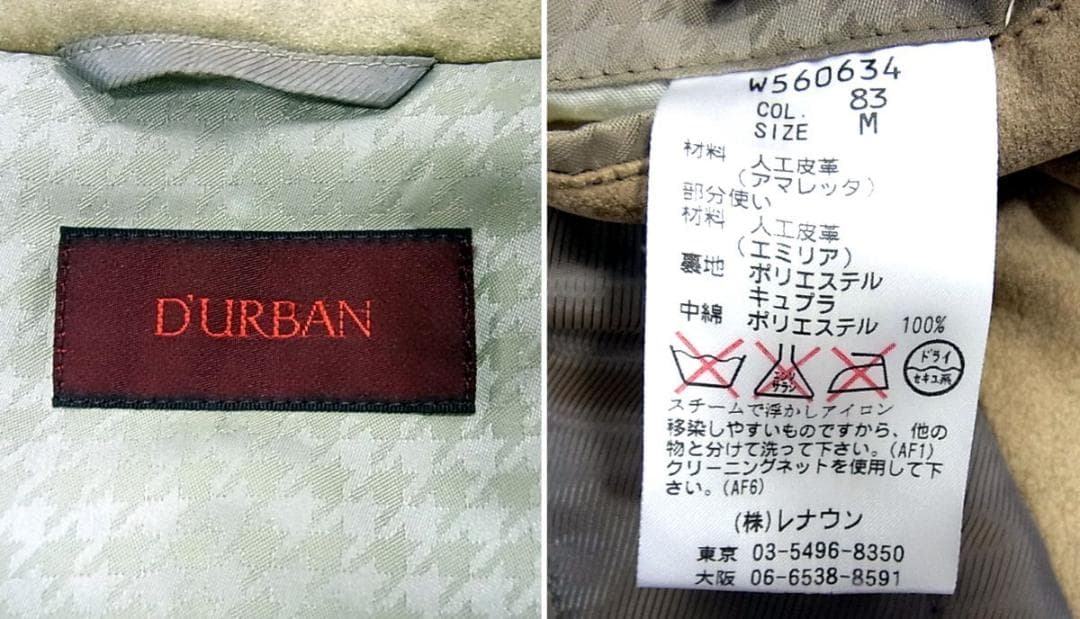 D'URBAN
W560634
COL. 83
SIZE M
材料 人工皮革
(アマレッタ)
部分使い
材料 人工皮革
(エミリア)
裏地 ポリエステル
キュプラ
中綿 ポリエステル 100%
エンソ サラシ
ドライ
セキユ系
スチームで浮かしアイロン
移染しやすいものですから、他の
物と分けて洗って下さい。(AF1)
クリーニングネットを使用して下
さい。(AF6)
(株)レナウン
東京 03-5496-8350
大阪 06-6538-8591